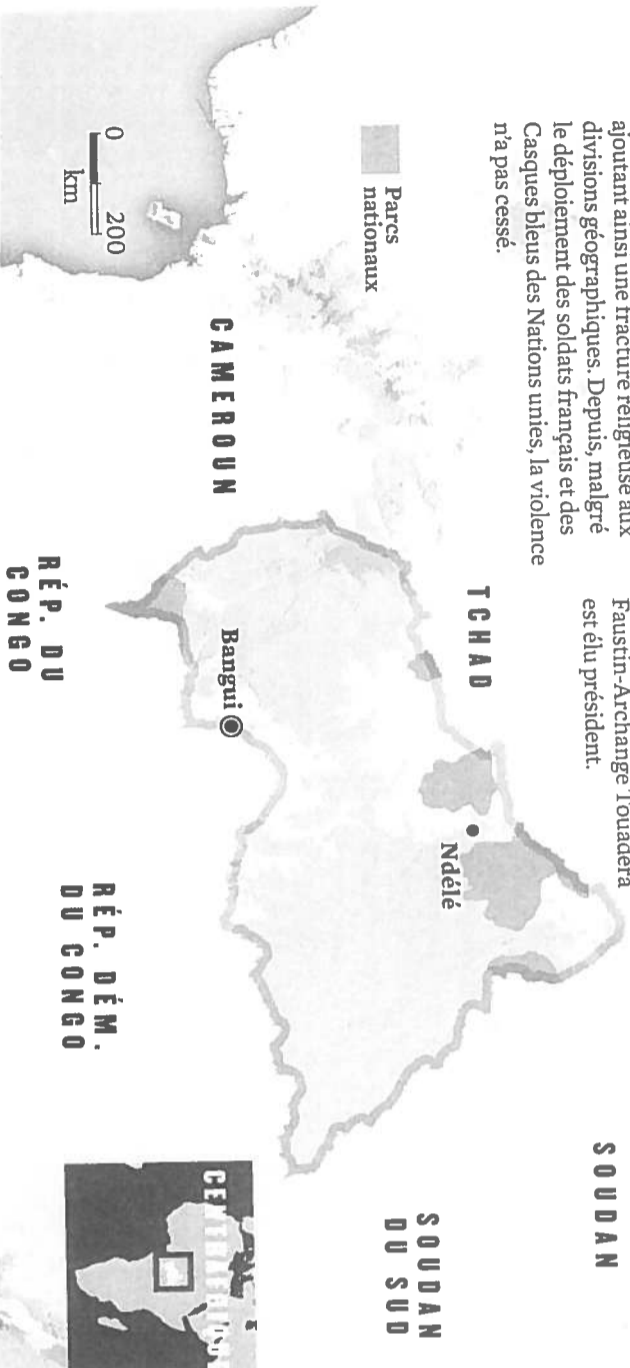 ajoutant ainsi une fracture religieuse aux
divisions géographiques. Depuis, malgré
le déploiement des soldats français et des
Casques bleus des Nations unies, la violence
n'a pas cessé.
Faustin-Archange Touadéra
est élu président.
Parcs
nationaux
0 200
km
SOUDAN
TCHAD
Ndélé
SOUDAN
DU SUD
CAMEROUN
Bangui
RÉP. DÉM.
DU CONGO
RÉP. DU
CONGO